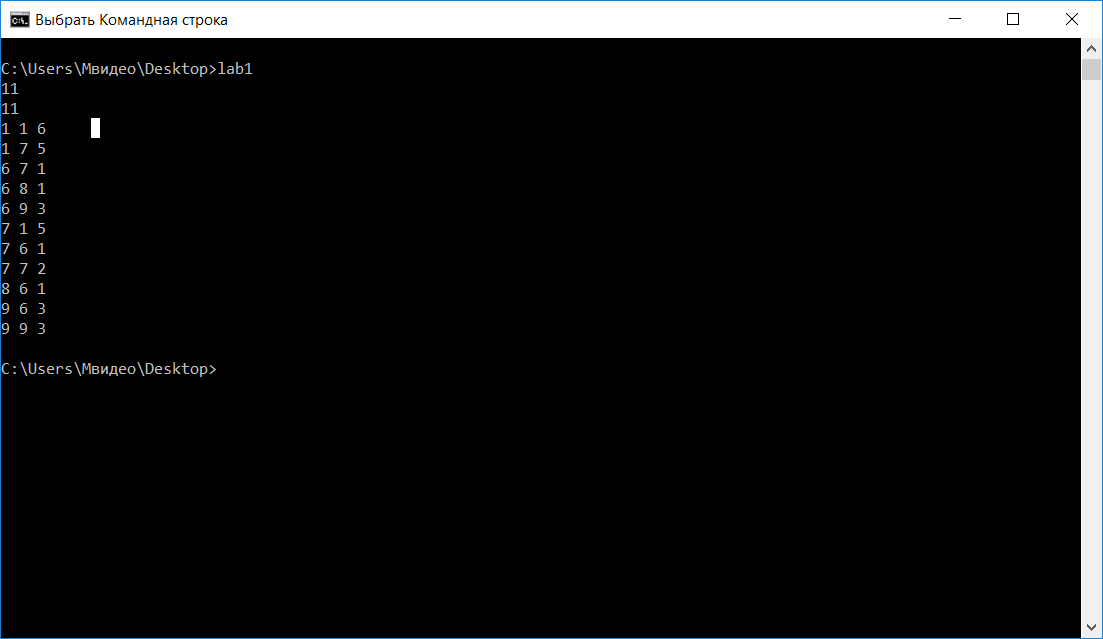 Выбрать Командная строка
C:\Users\Мвидео\Desktop>lab1
11
11
1 1 6
1 7 5
6 7 1
6 8 1
6 9 3
7 1 5
7 6 1
7 7 2
8 6 1
9 6 3
9 9 3
C:\Users\Мвидео\Desktop>